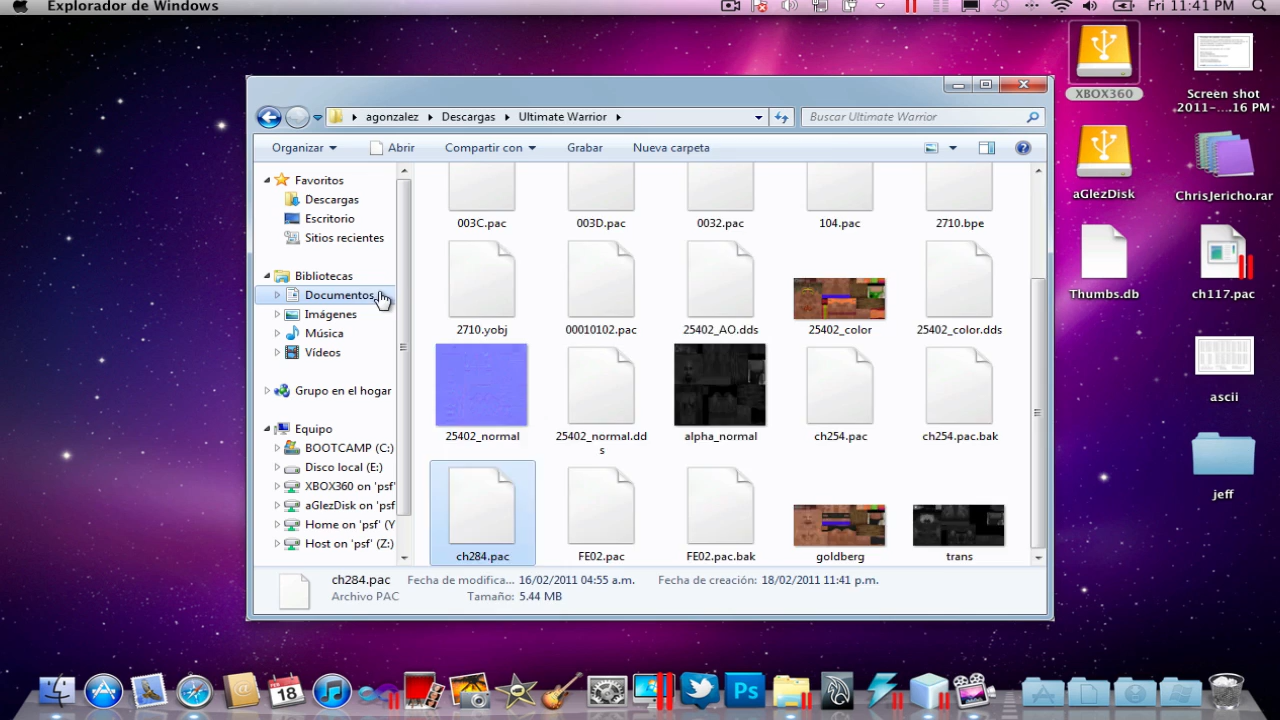 Explorador de Windows
Fri 11:41 PM
agonzalez
Descargas
Ultimate Warrior
Buscar Ultimate Warrior
Organizar
Abrir
Compartir con
Grabar
Nueva carpeta
Favoritos
Descargas
Escritorio
Sitios recientes
Bibliotecas
Documentos
Imágenes
Música
Vídeos
Grupo en el hogar
Equipo
BOOTCAMP (C:)
Disco local (E:)
XBOX360 on 'psf'
aGlezDisk on 'psf
Home on 'psf' (Y
Host on 'psf' (Z:)
003C.pac
003D.pac
0032.pac
104.pac
2710.bpe
2710.yobj
00010102.pac
25402_AO.dds
25402_color
25402_color.dds
25402_normal
25402_normal.dd
s
alpha_normal
ch254.pac
ch254.pac.bak
ch284.pac
FE02.pac
FE02.pac.bak
goldberg
trans
ch284.pac
Fecha de modifica... 16/02/2011 04:55 a.m.
Fecha de creación: 18/02/2011 11:41 p.m.
Archivo PAC
Tamaño: 5.44 MB
XBOX360
Screen shot
2011-....16 PM
aGlezDisk
ChrisJericho.rar
Thumbs.db
ch117.pac
ascii
jeff
18
Ps